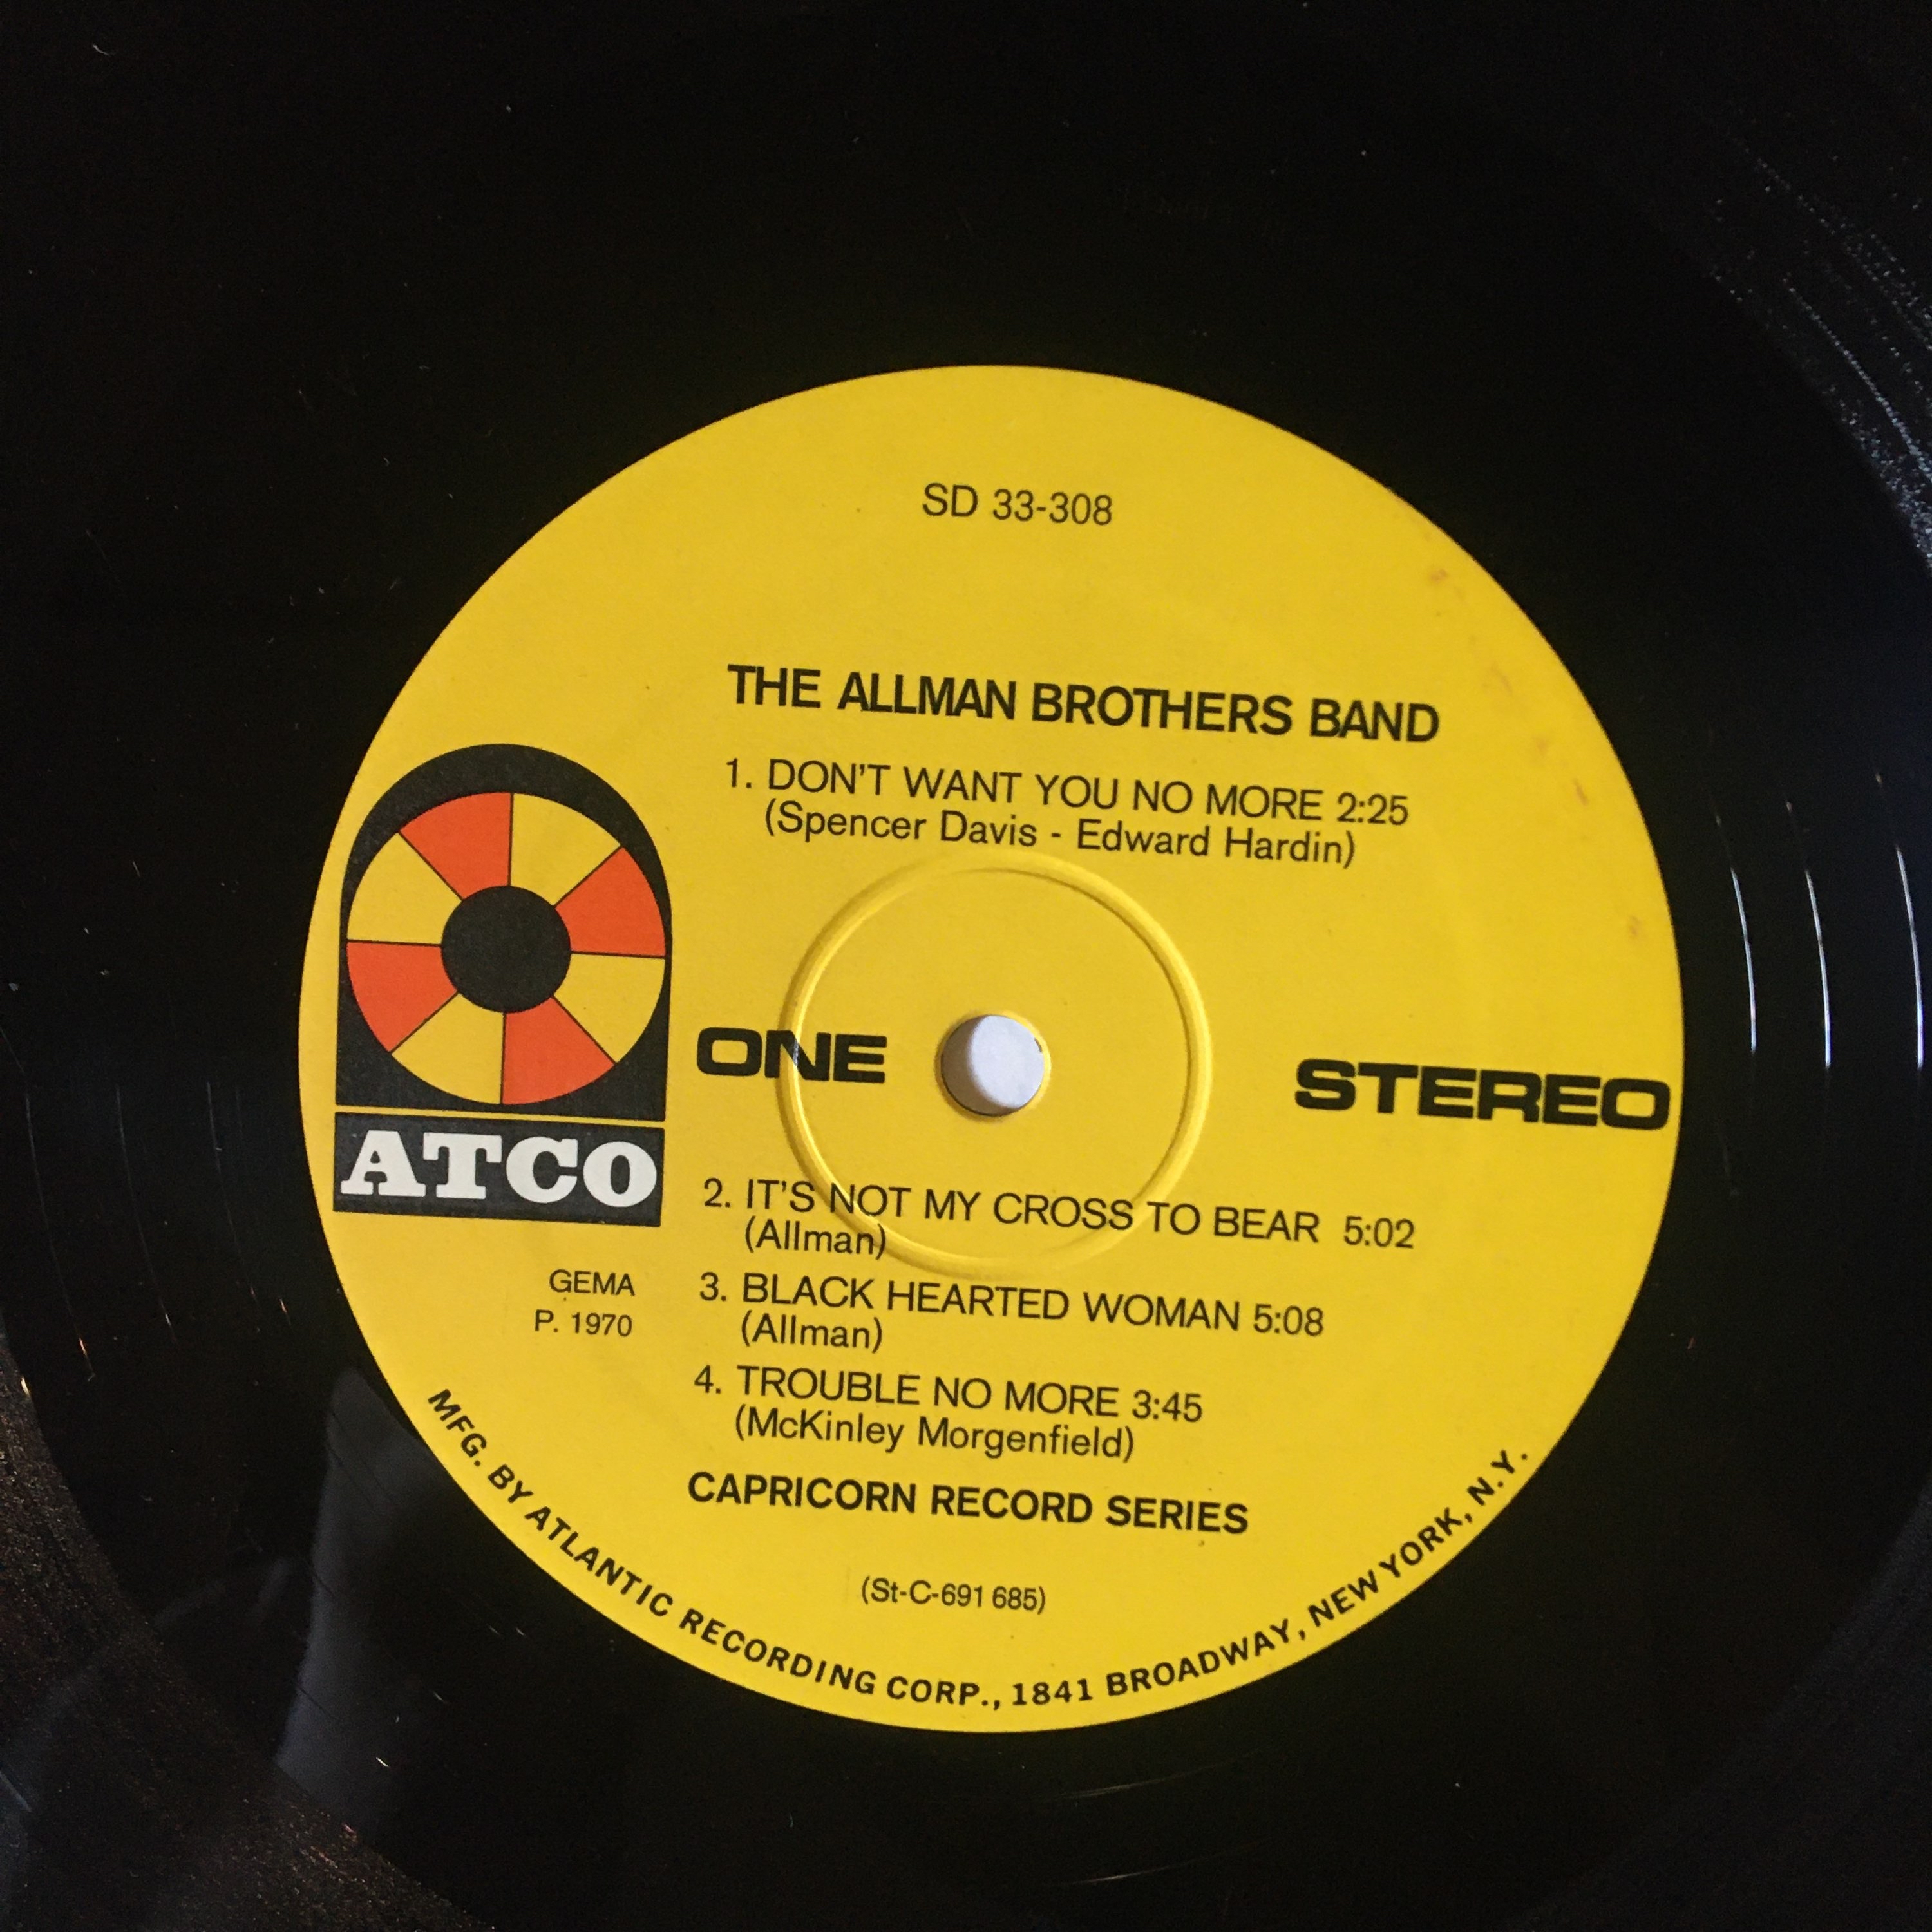 SD 33-308
THE ALLMAN BROTHERS BAND
1. DON'T WANT YOU NO MORE 2:25
(Spencer Davis - Edward Hardin)
ONE
STEREO
ATCO
2. IT'S NOT MY CROSS TO BEAR 5:02
(Allman)
GEMA
P. 1970
3. BLACK HEARTED WOMAN 5:08
(Allman)
4. TROUBLE NO MORE 3:45
(McKinley Morgenfield)
CAPRICORN RECORD SERIES
(St-C-691 685)
MFG. BY ATLANTIC RECORDING CORP., 1841 BROADWAY, NEW YORK, N.Y.